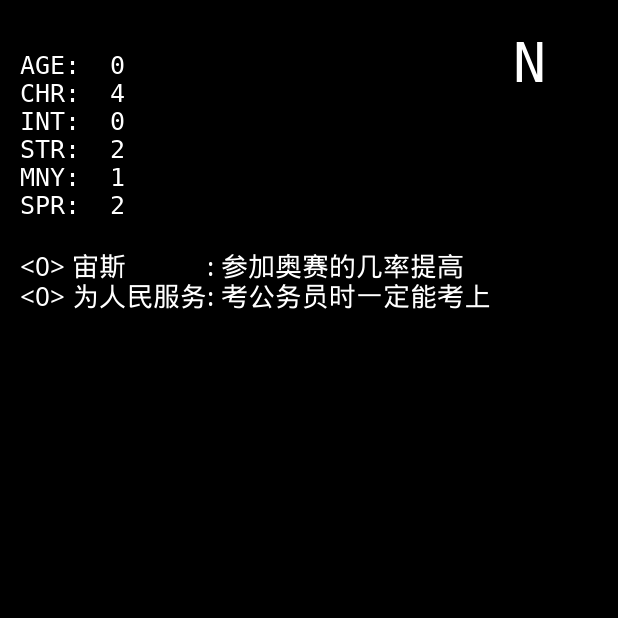 N
AGE: 0
CHR: 4
INT: 0
STR: 2
MNY: 1
SPR: 2
<O> 宙斯 : 参加奥赛的几率提高
<O> 为人民服务: 考公务员时一定能考上